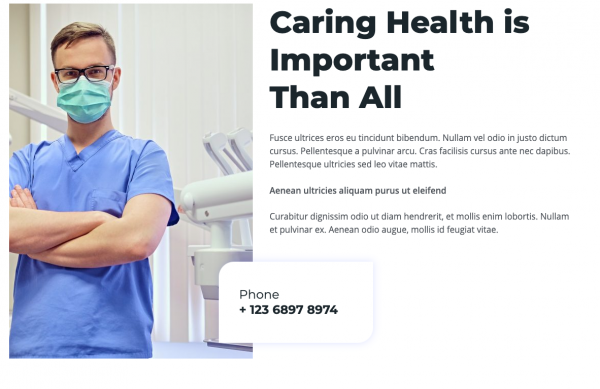 Caring Health is
Important
Than All
Fusce ultrices eros eu tincidunt bibendum. Nullam vel odio in justo dictum
cursus. Pellentesque a pulvinar arcu. Cras facilisis cursus ante nec dapibus.
Pellentesque ultricies sed leo vitae mattis.
Aenean ultricies aliquam purus ut eleifend
Curabitur dignissim odio ut diam hendrerit, et mollis enim lobortis. Nullam
et pulvinar ex. Aenean odio augue, mollis id feugiat vitae.
Phone
+ 123 6897 8974